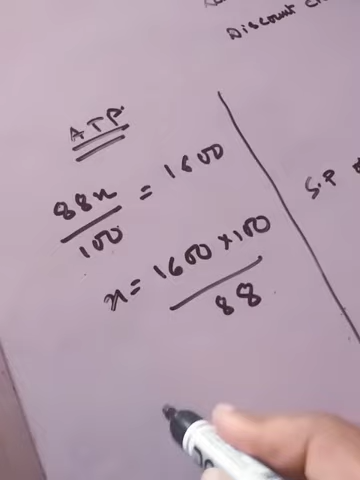 Discount
ATP.
88x/100 = 1600
x = 1600×100/88
S.P